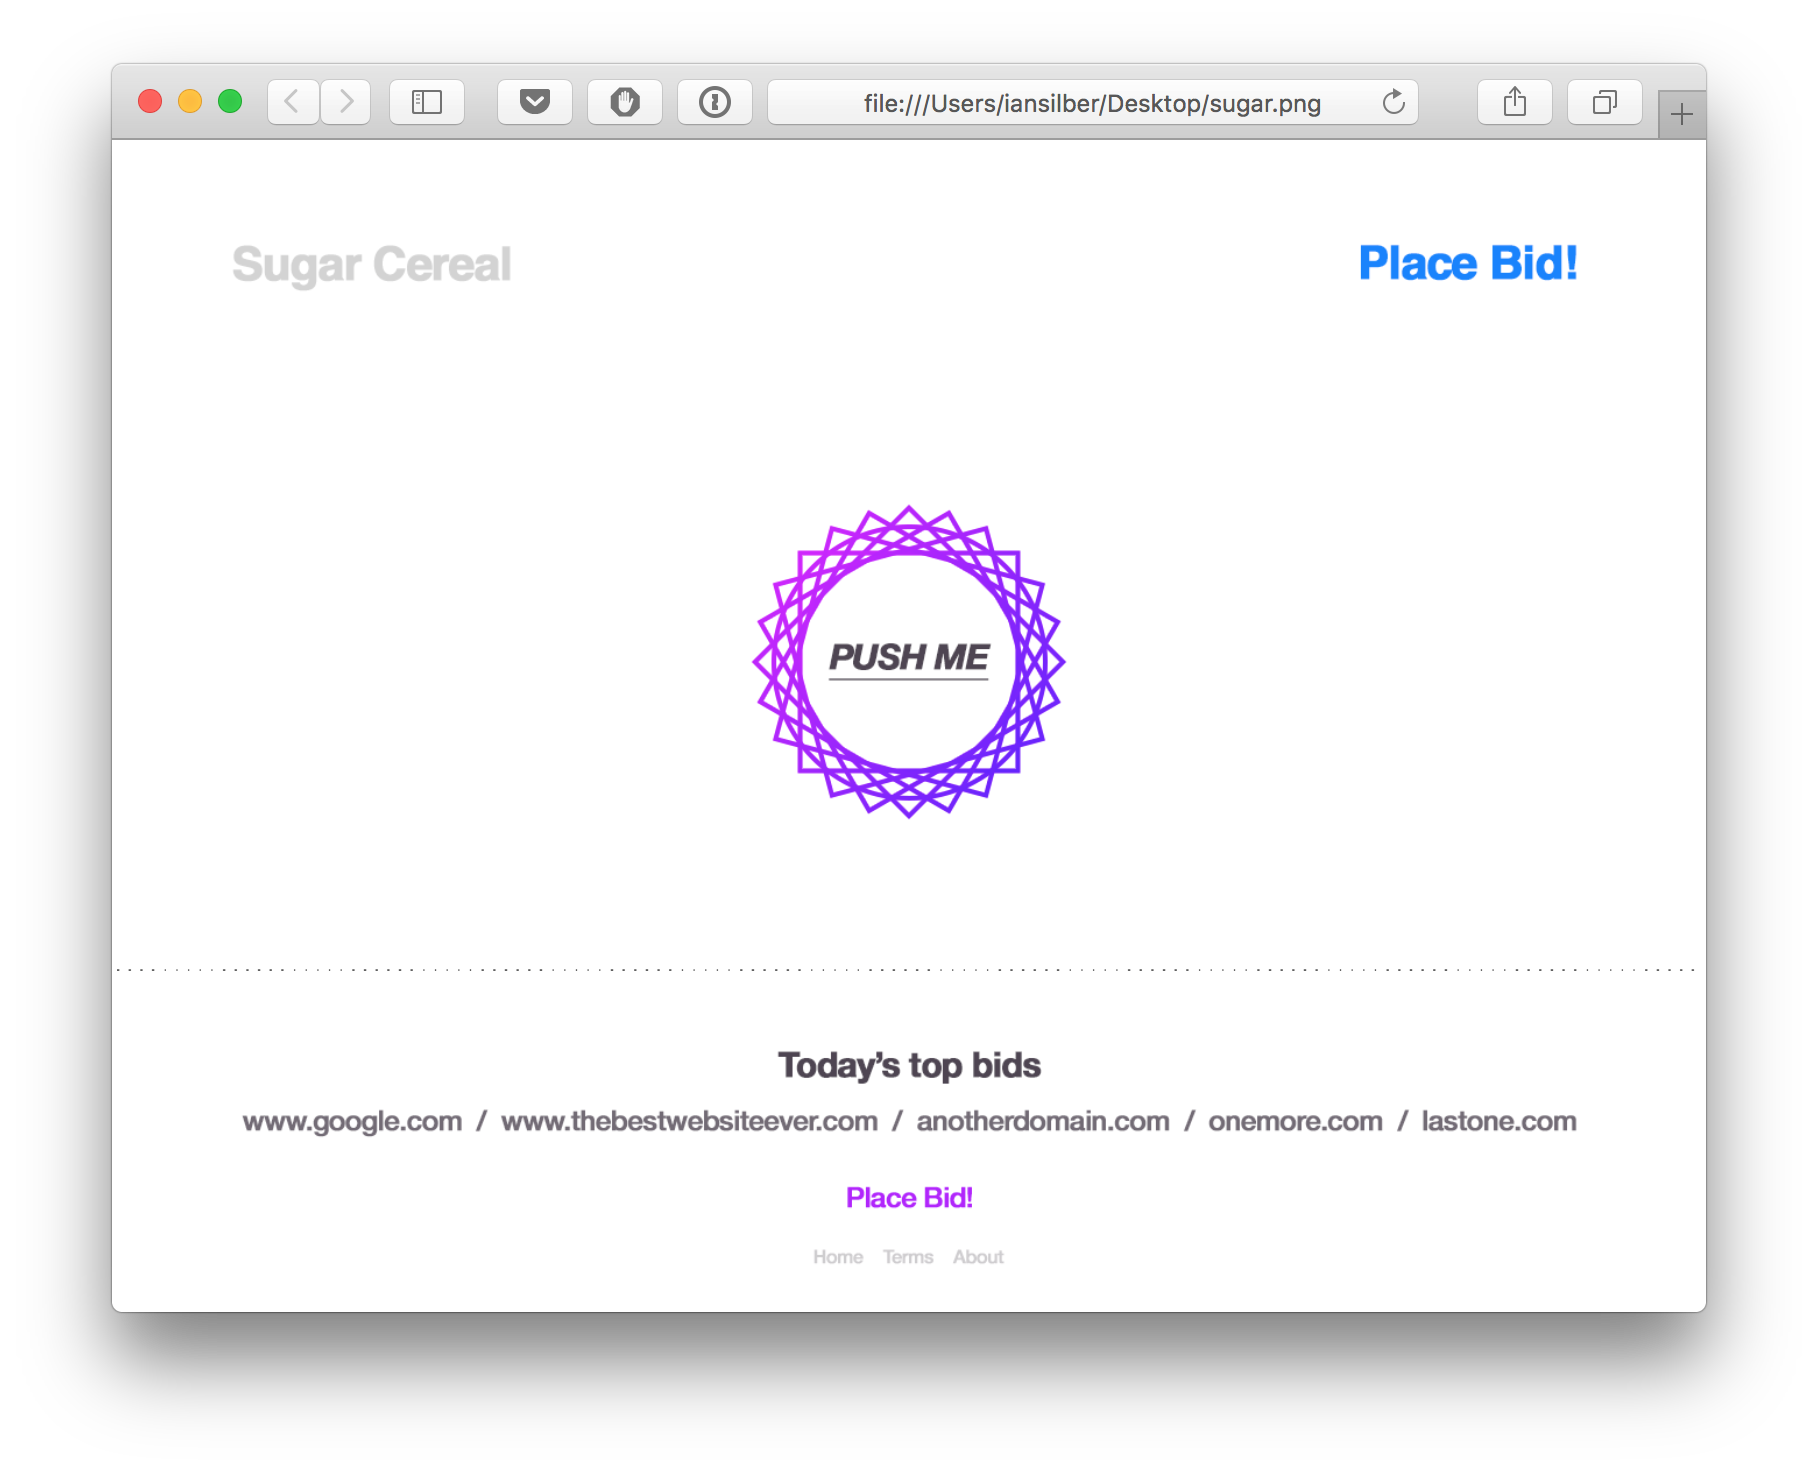 file:///Users/iansilber/Desktop/sugar.png
Sugar Cereal
Place Bid!
PUSH ME
Today’s top bids
www.google.com / www.thebestwebsiteever.com / anotherdomain.com / onemore.com / lastone.com
Place Bid!
Home Terms About